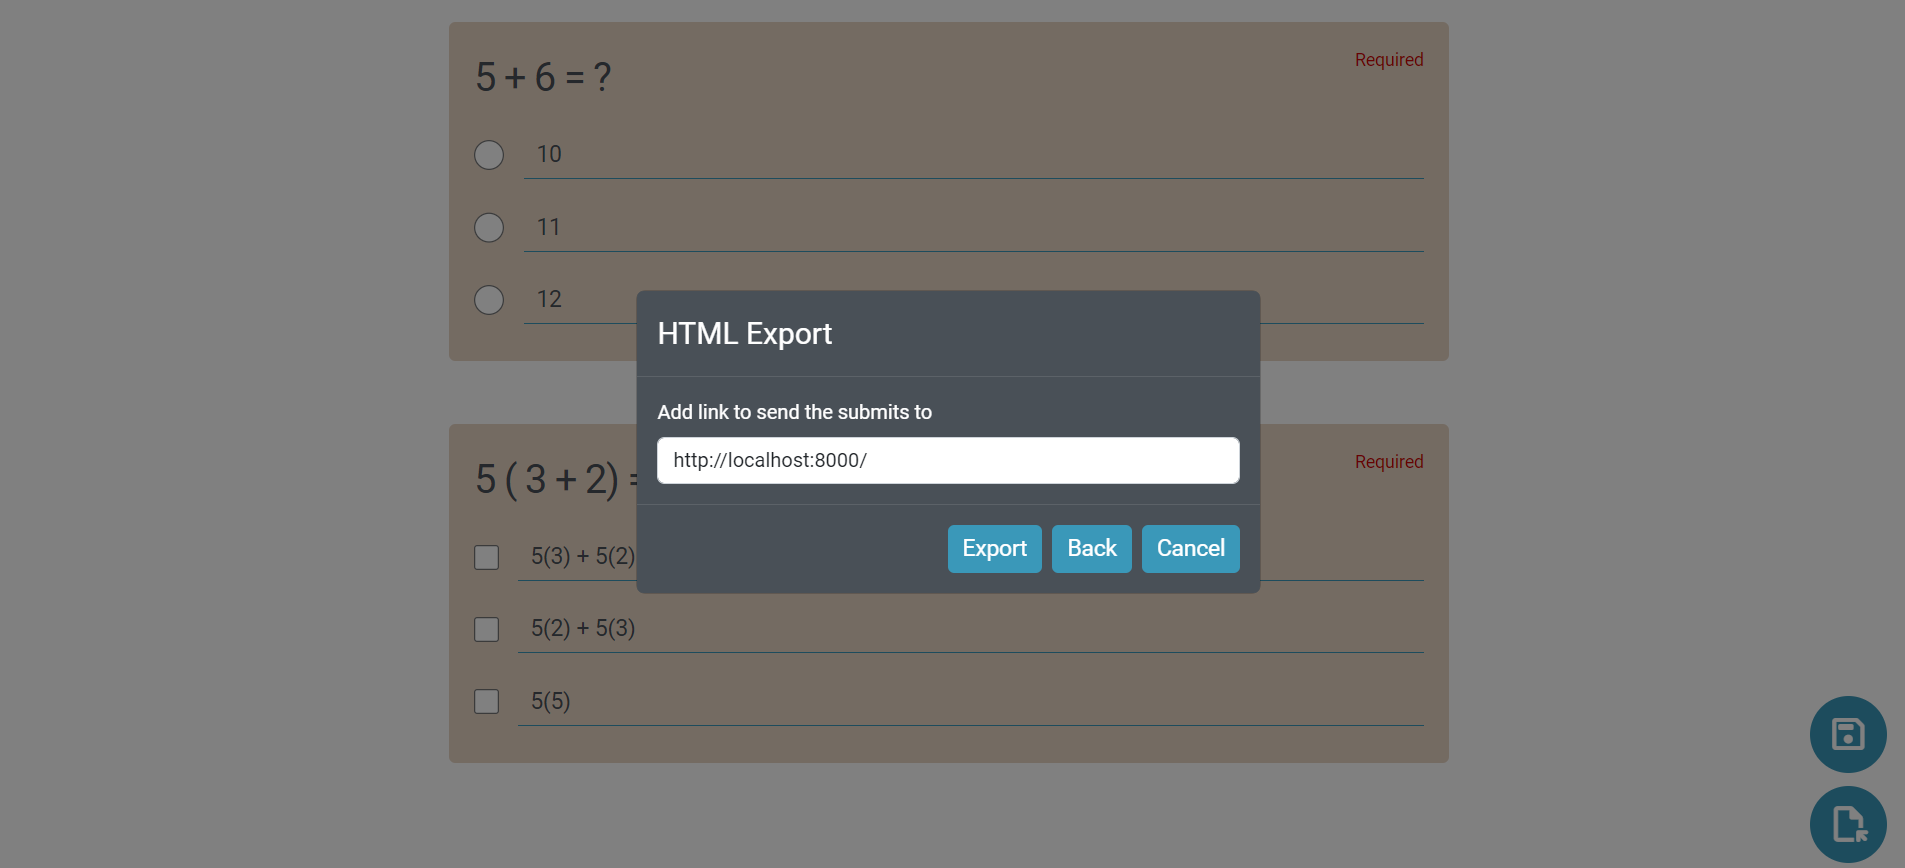 5 + 6 = ?
Required
10
11
12
HTML Export
Add link to send the submits to
http://localhost:8000/
Export
Back
Cancel
5 ( 3 + 2) =
Required
5(3) + 5(2)
5(2) + 5(3)
5(5)